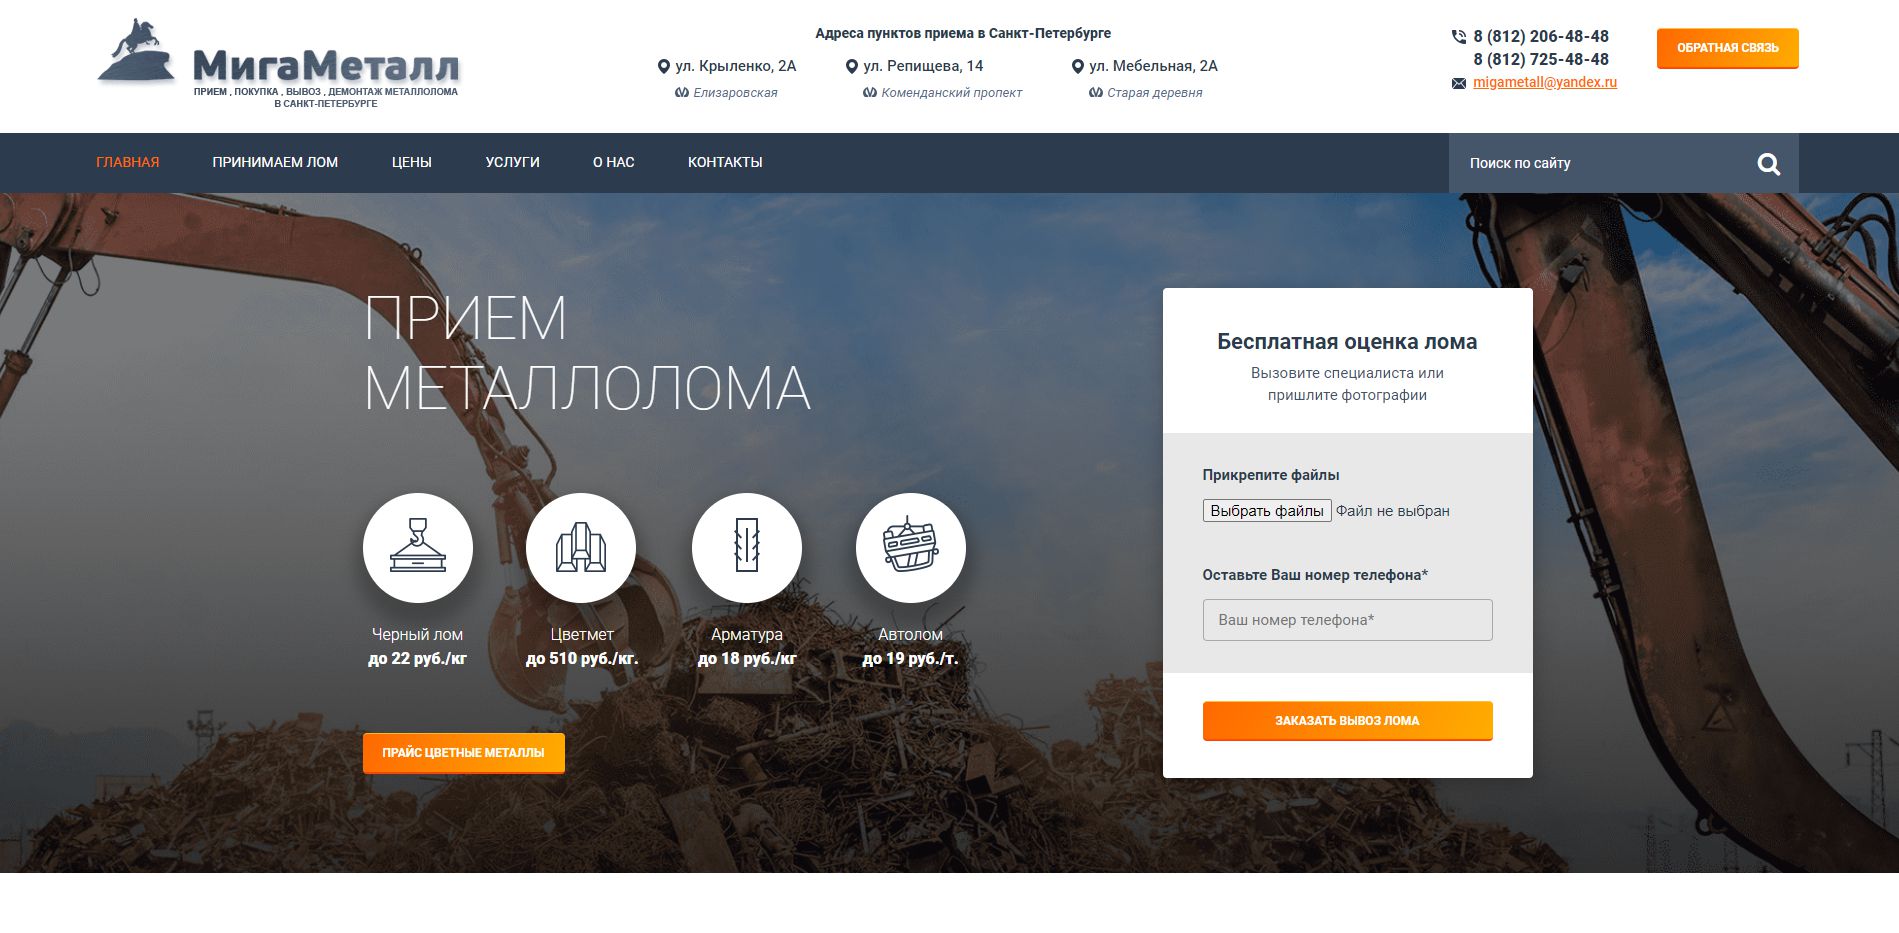 МигаМеталл
ПРИЕМ , ПОКУПКА , ВЫВОЗ , ДЕМОНТАЖ МЕТАЛЛОЛОМА
В САНКТ-ПЕТЕРБУРГЕ
Адреса пунктов приема в Санкт-Петербурге
ул. Крыленко, 2А
Елизаровская
ул. Репищева, 14
Коменданский пропект
ул. Мебельная, 2А
Старая деревня
8 (812) 206-48-48
8 (812) 725-48-48
migametall@yandex.ru
ОБРАТНАЯ СВЯЗЬ
ГЛАВНАЯ ПРИНИМАЕМ ЛОМ ЦЕНЫ УСЛУГИ О НАС КОНТАКТЫ Поиск по сайту
ПРИЕМ
МЕТАЛЛОЛОМА
Черный лом
до 22 руб./кг
Цветмет
до 510 руб./кг.
Арматура
до 18 руб./кг
Автолом
до 19 руб./т.
ПРАЙС ЦВЕТНЫЕ МЕТАЛЛЫ
Бесплатная оценка лома
Вызовите специалиста или
пришлите фотографии
Прикрепите файлы
Выбрать файлы Файл не выбран
Оставьте Ваш номер телефона*
Ваш номер телефона*
ЗАКАЗАТЬ ВЫВОЗ ЛОМА